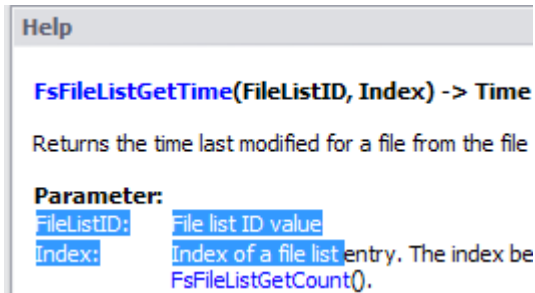 Help
FsFileListGetTime(FileListID, Index) -> Time
Returns the time last modified for a file from the file
Parameter:
FileListID: File list ID value
Index: Index of a file list entry. The index be
FsFileListGetCount().